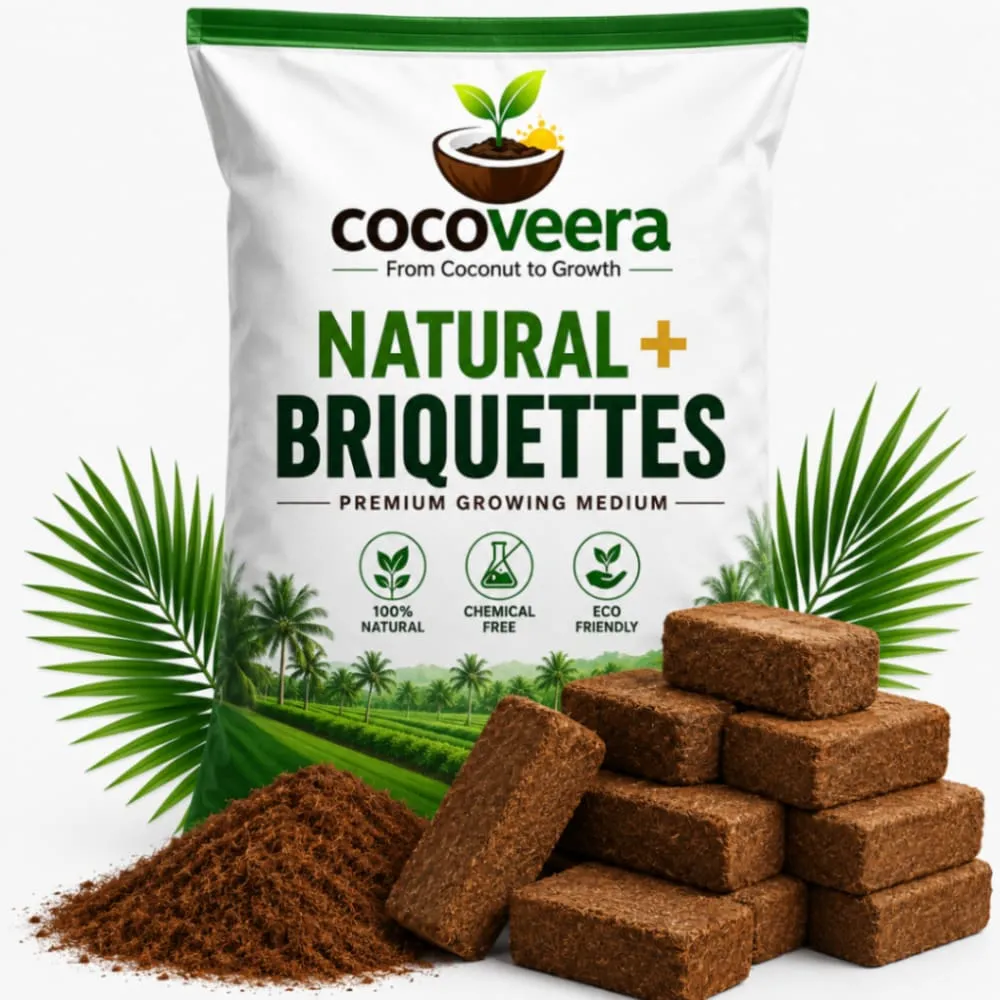 cocoveera
From Coconut to Growth
NATURAL +
BRIQUETTES
PREMIUM GROWING MEDIUM
100%
NATURAL
CHEMICAL
FREE
ECO
FRIENDLY